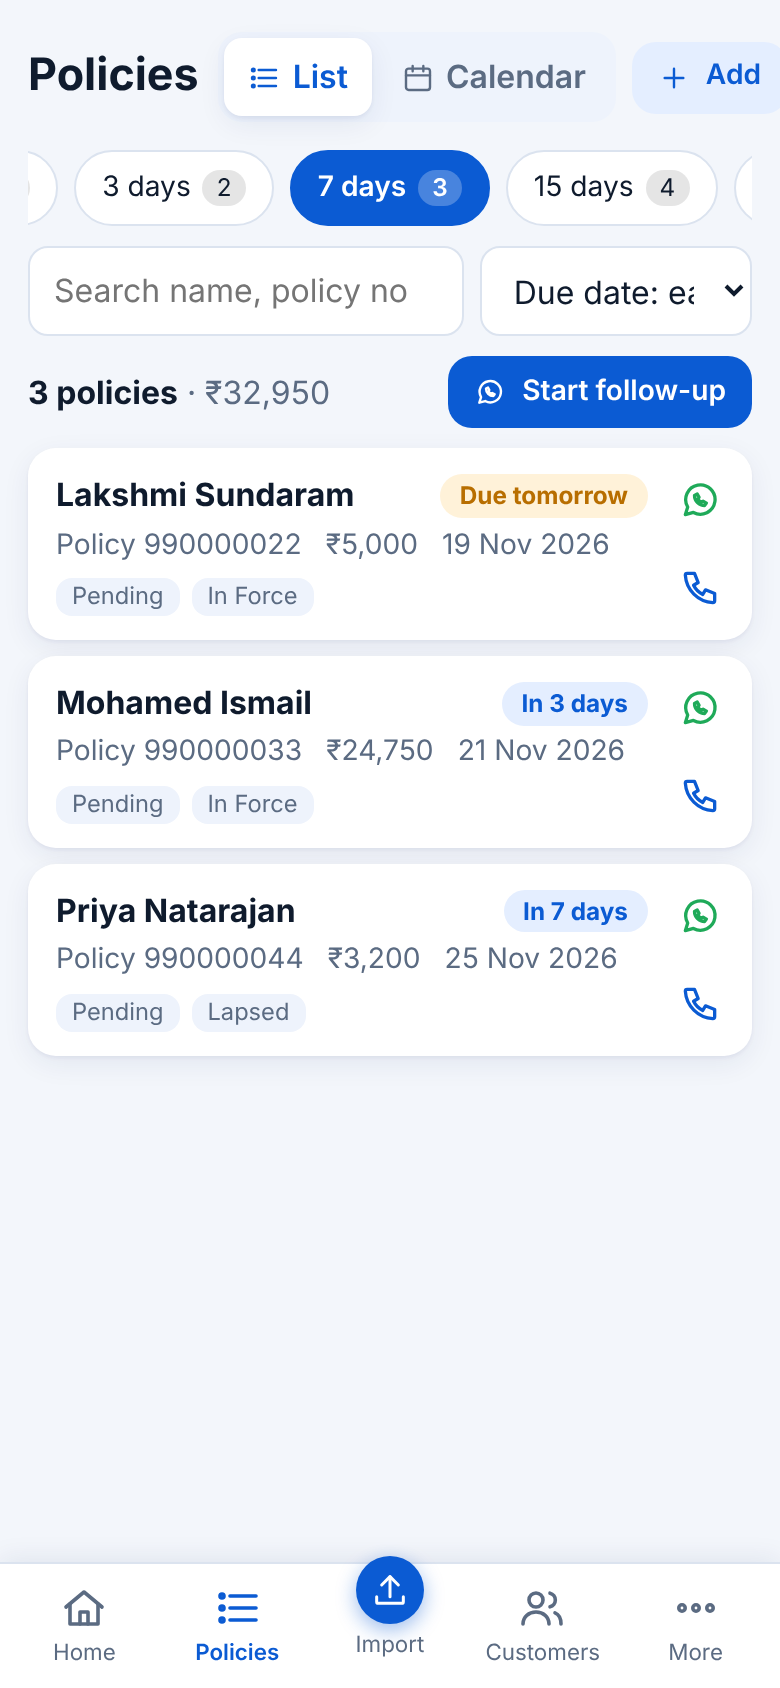 Policies List Calendar Add
3 days 2 7 days 3 15 days 4
Search name, policy no Due date: ea
3 policies · ₹32,950 Start follow-up
Lakshmi Sundaram Due tomorrow
Policy 990000022 ₹5,000 19 Nov 2026
Pending In Force
Mohamed Ismail In 3 days
Policy 990000033 ₹24,750 21 Nov 2026
Pending In Force
Priya Natarajan In 7 days
Policy 990000044 ₹3,200 25 Nov 2026
Pending Lapsed
Home Policies Import Customers More